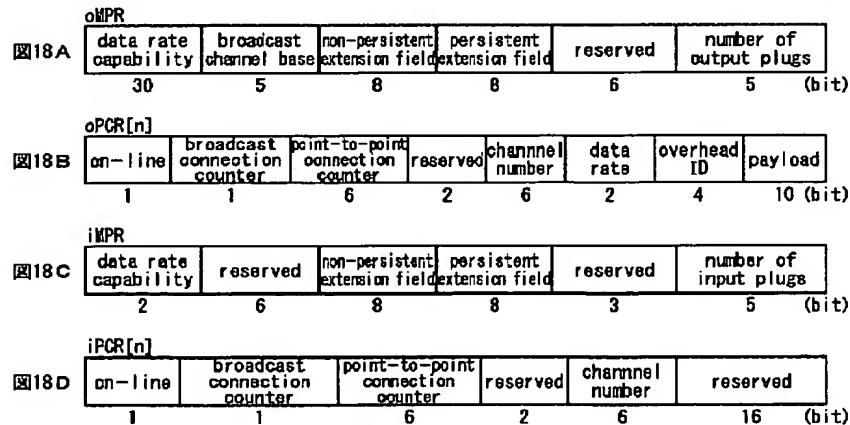 oMPR
図18A
data rate capability | broadcast channel base | non-persistent extension field | persistent extension field | reserved | number of output plugs
30 5 8 8 6 5 (bit)
oPCR[n]
図18B
on-line | broadcast connection counter | point-to-point connection counter | reserved | channnel number | data rate | overhead ID | payload
1 1 6 2 6 2 4 10 (bit)
iMPR
図18C
data rate capability | reserved | non-persistent extension field | persistent extension field | reserved | number of input plugs
2 6 8 8 3 5 (bit)
iPCR[n]
図18D
on-line | broadcast connection counter | point-to-point connection counter | reserved | channnel number | reserved
1 1 6 2 6 16 (bit)